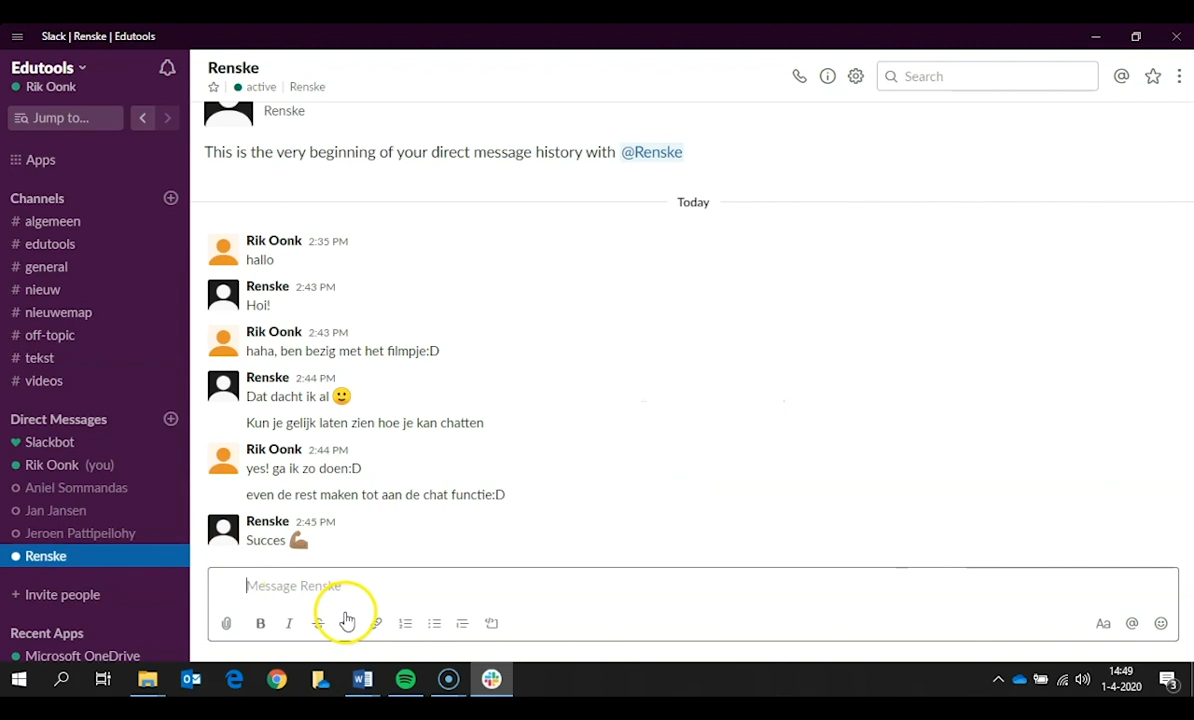 Slack | Renske | Edutools
Edutools
Rik Oonk
Jump to...
Apps
Channels
# algemeen
# edutools
# general
# nieuw
# nieuwemap
# off-topic
# tekst
# videos
Direct Messages
Slackbot
Rik Oonk (you)
Aniel Sommandas
Jan Jansen
Jeroen Pattipeilohy
Renske
+ Invite people
Recent Apps
Microsoft OneDrive
Renske
active | Renske
Search
Renske
This is the very beginning of your direct message history with @Renske
Today
Rik Oonk 2:35 PM
hallo
Renske 2:43 PM
Hoi!
Rik Oonk 2:43 PM
haha, ben bezig met het filmpje:D
Renske 2:44 PM
Dat dacht ik al 🙂
Kun je gelijk laten zien hoe je kan chatten
Rik Oonk 2:44 PM
yes! ga ik zo doen:D
even de rest maken tot aan de chat functie:D
Renske 2:45 PM
Succes 💪🏽
Message Renske
B I S Aa @
14:49
1-4-2020
3